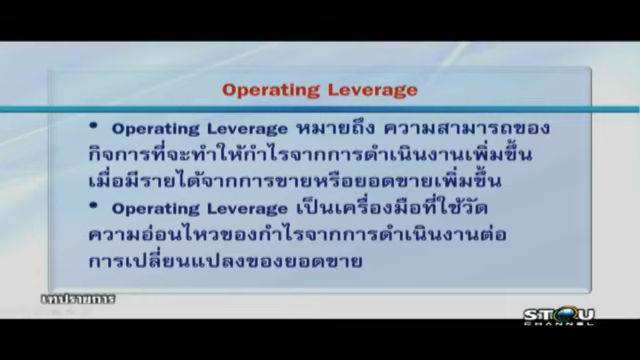 Operating Leverage
• Operating Leverage หมายถึง ความสามารถของ
กิจการที่จะทำให้กำไรจากการดำเนินงานเพิ่มขึ้น
เมื่อมีรายได้จากการขายหรือยอดขายเพิ่มขึ้น
• Operating Leverage เป็นเครื่องมือที่ใช้วัด
ความอ่อนไหวของกำไรจากการดำเนินงานต่อ
การเปลี่ยนแปลงของยอดขาย
เทปรายการ
STOU
CHANNEL